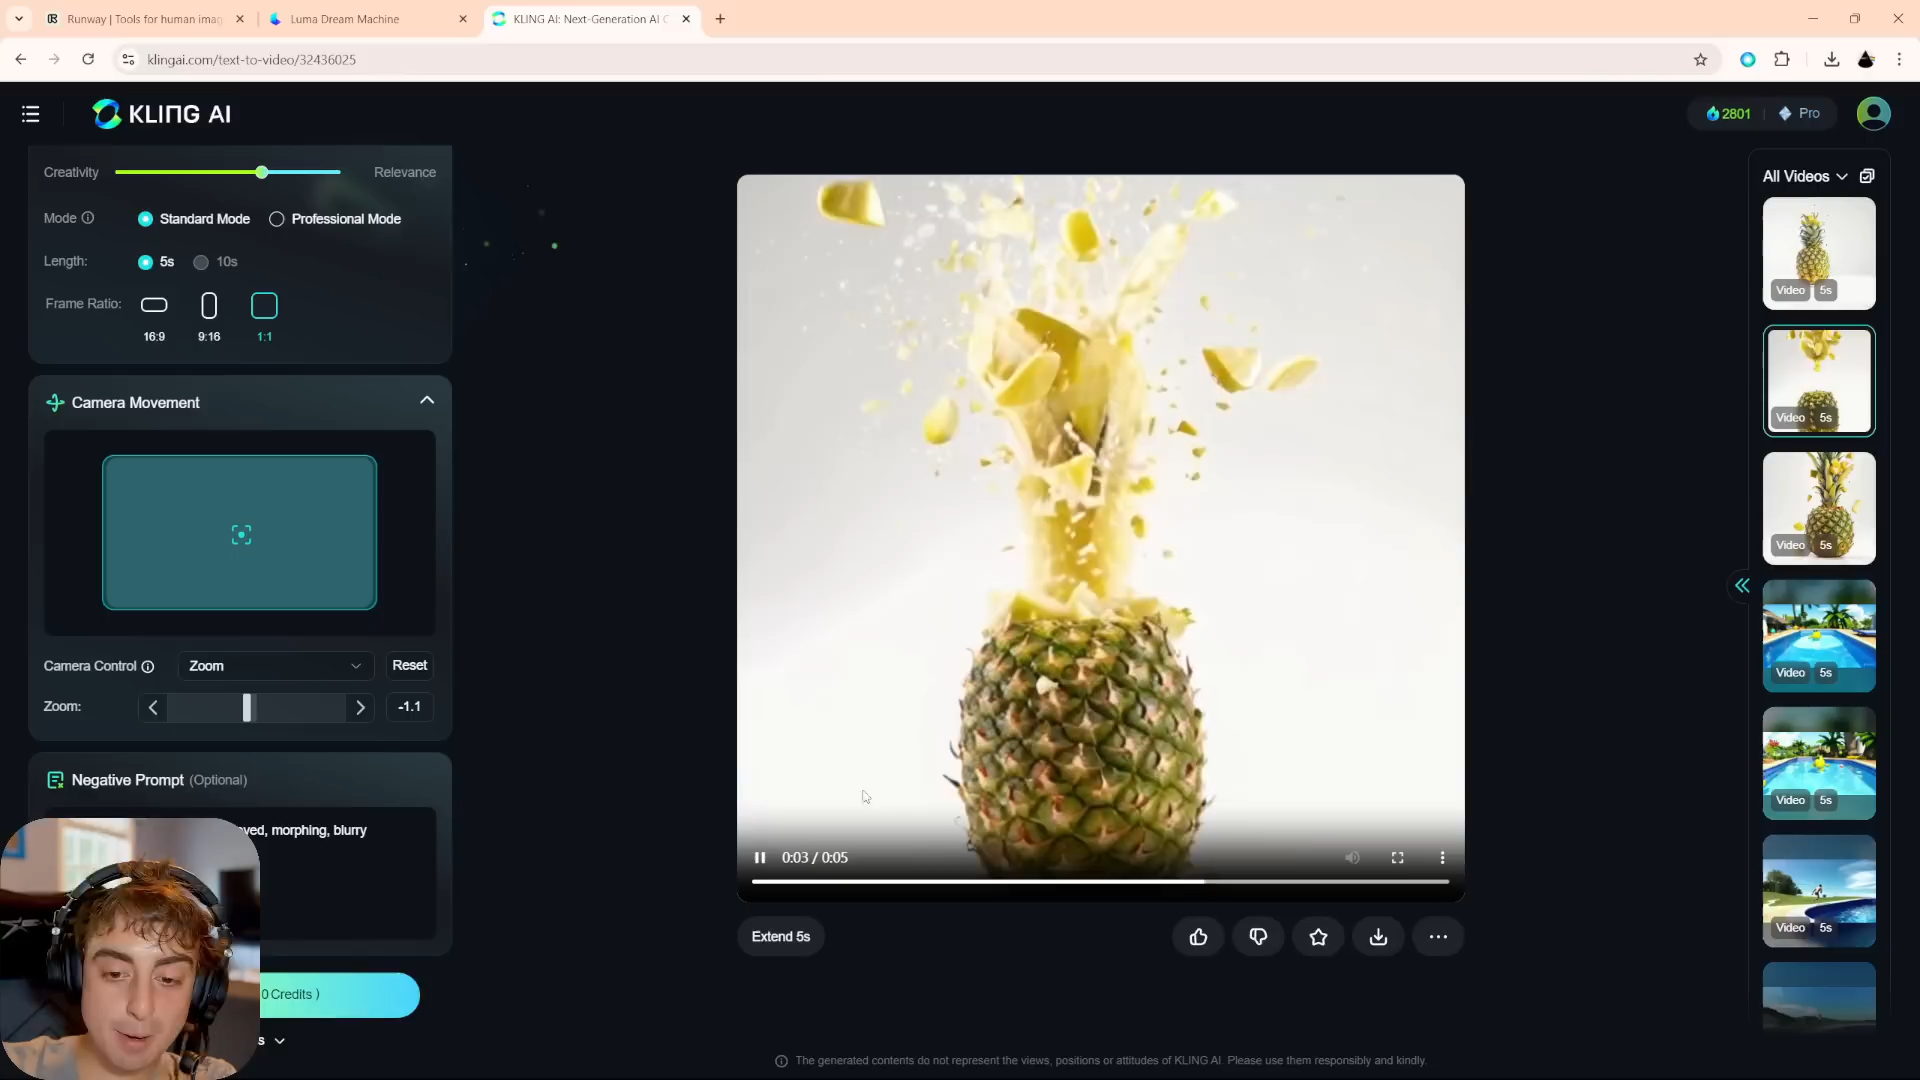 Runway | Tools for human imag
Luma Dream Machine
KLING AI: Next-Generation AI C
klingai.com/text-to-video/32436025
KLING AI
2801
Pro
Creativity
Relevance
Mode
Standard Mode
Professional Mode
Length:
5s
10s
Frame Ratio:
16:9
9:16
1:1
Camera Movement
Camera Control
Zoom
Reset
Zoom:
-1.1
Negative Prompt (Optional)
morphing, blurry
0 Credits )
s
0:03 / 0:05
Extend 5s
All Videos
Video 5s
Video 5s
Video 5s
Video 5s
Video 5s
Video 5s
The generated contents do not represent the views, positions or attitudes of KLING AI. Please use them responsibly and kindly.